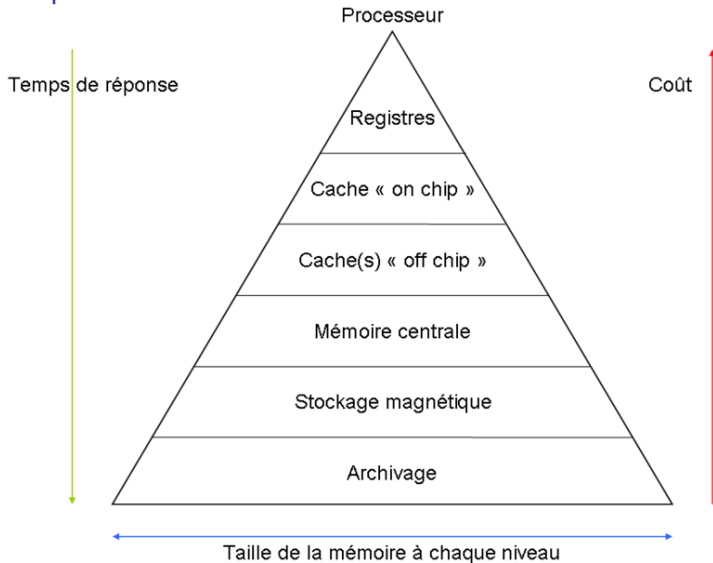 Processeur
Temps de réponse
Coût
Registres
Cache « on chip »
Cache(s) « off chip »
Mémoire centrale
Stockage magnétique
Archivage
Taille de la mémoire à chaque niveau